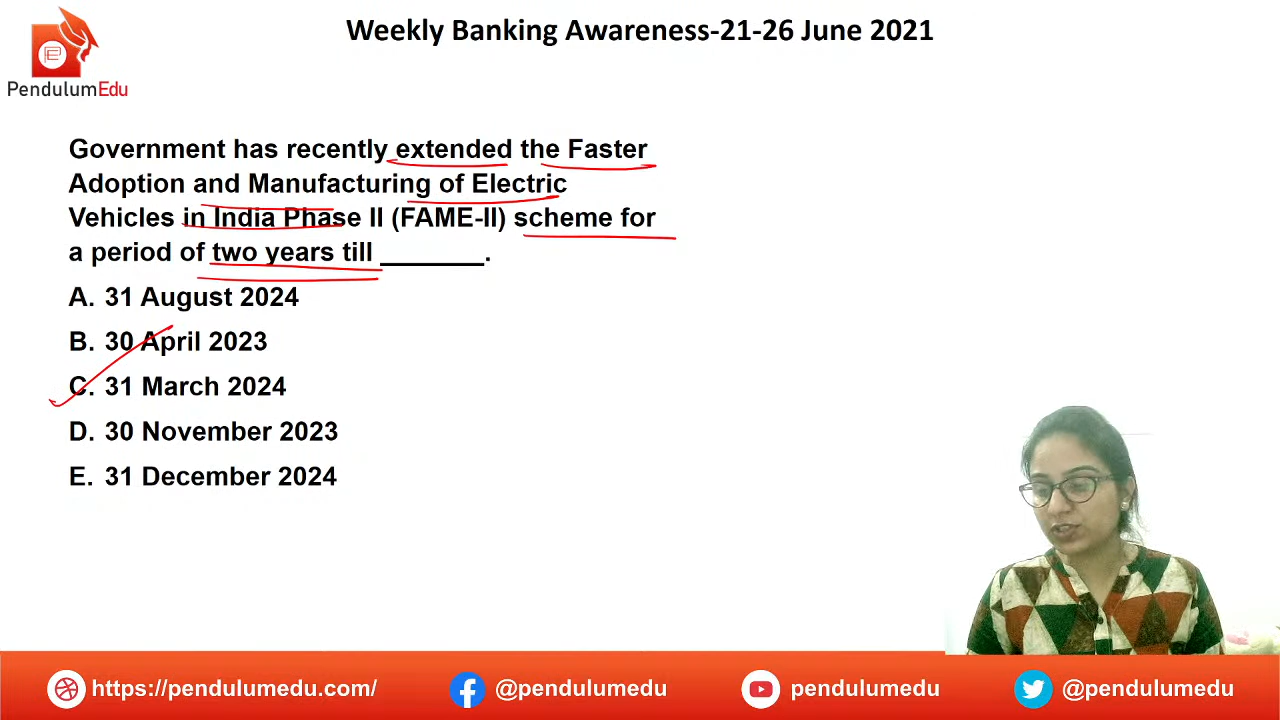 Weekly Banking Awareness-21-26 June 2021
PendulumEdu
Government has recently extended the Faster
Adoption and Manufacturing of Electric
Vehicles in India Phase II (FAME-II) scheme for
a period of two years till _______.
A. 31 August 2024
B. 30 April 2023
C. 31 March 2024
D. 30 November 2023
E. 31 December 2024
https://pendulumedu.com/
@pendulumedu
pendulumedu
@pendulumedu